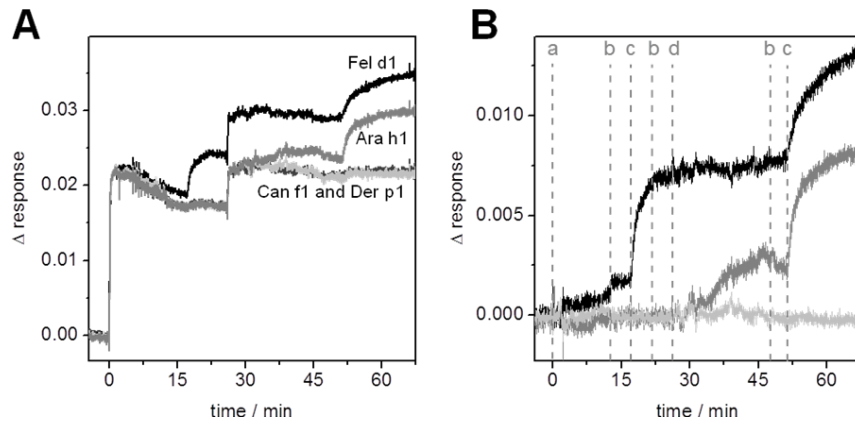 A
Fel d1
Ara h1
Can f1 and Der p1
0.03
0.02
0.01
0.00
Δ response
0 15 30 45 60
time / min
B
a b c b d b c
0.010
0.005
0.000
Δ response
0 15 30 45 60
time / min